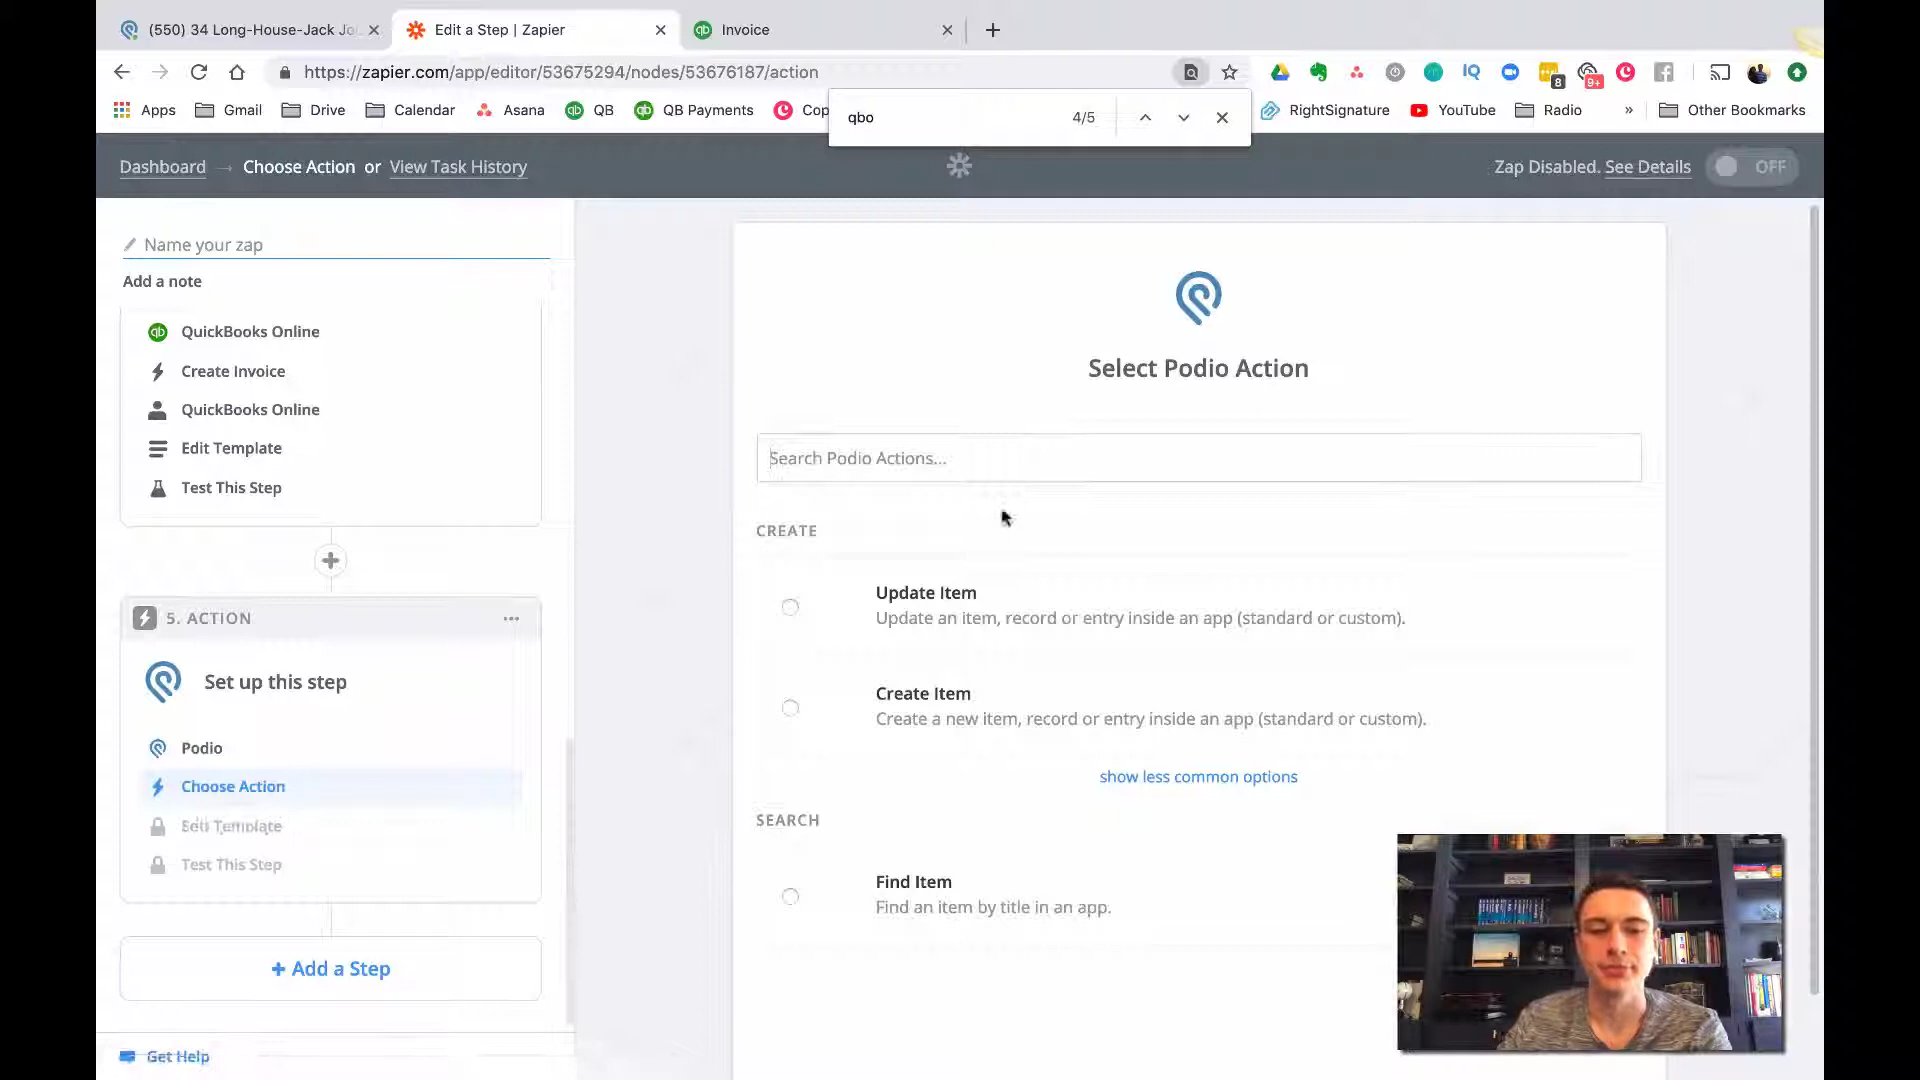 (550) 34 Long-House-Jack Jo
Edit a Step | Zapier
Invoice
https://zapier.com/app/editor/53675294/nodes/53676187/action
8
9+
IQ
Apps
Gmail
Drive
Calendar
Asana
QB
QB Payments
Cop
qbo
4/5
RightSignature
YouTube
Radio
»
Other Bookmarks
Dashboard → Choose Action or View Task History
Zap Disabled. See Details
OFF
Name your zap
Add a note
QuickBooks Online
Create Invoice
QuickBooks Online
Edit Template
Test This Step
5. ACTION
Set up this step
Podio
Choose Action
Edit Template
Test This Step
+ Add a Step
Get Help
Select Podio Action
Search Podio Actions...
CREATE
Update Item
Update an item, record or entry inside an app (standard or custom).
Create Item
Create a new item, record or entry inside an app (standard or custom).
show less common options
SEARCH
Find Item
Find an item by title in an app.